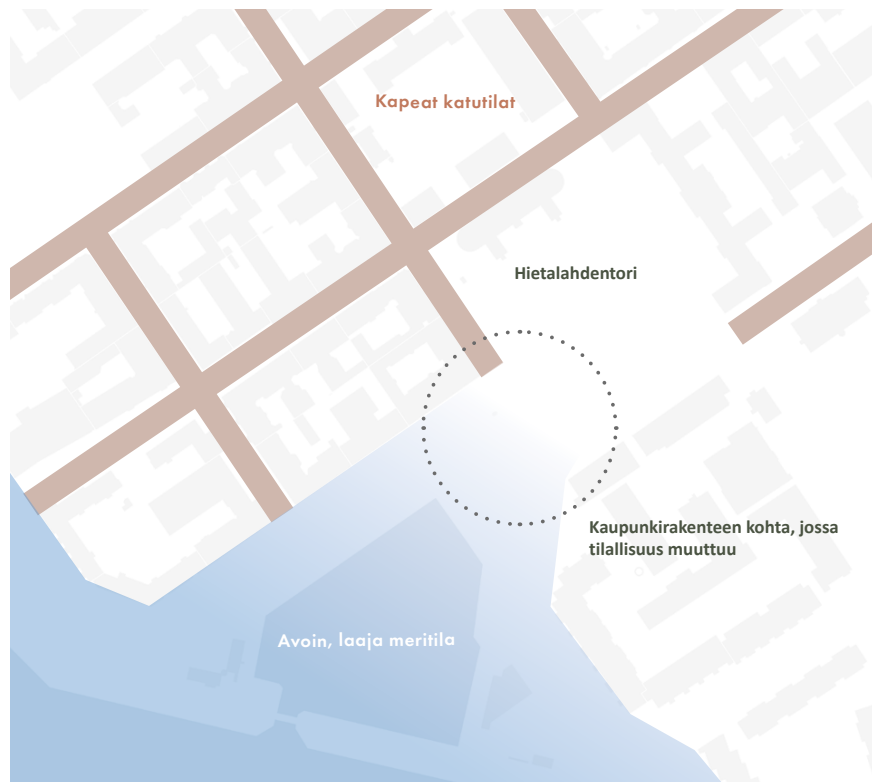 Kapeat katutilat
Hietalahdentori
Kaupunkirakenteen kohta, jossa
tilallisuus muuttuu
Avoin, laaja meritila